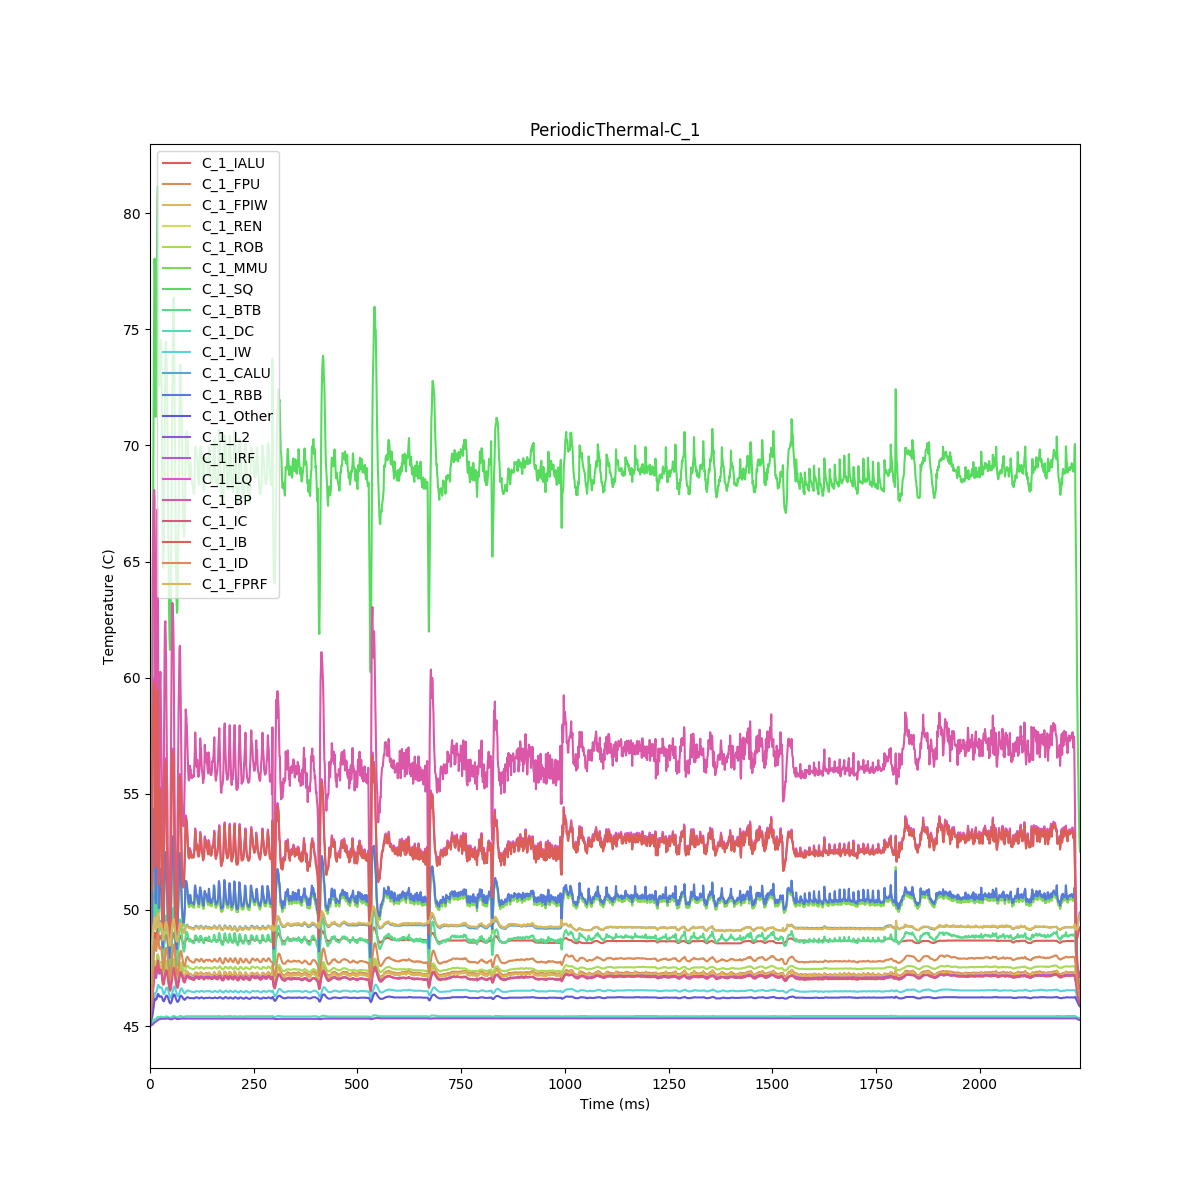 PeriodicThermal-C_1
C_1_IALU
C_1_FPU
C_1_FPIW
C_1_REN
C_1_ROB
C_1_MMU
C_1_SQ
C_1_BTB
C_1_DC
C_1_IW
C_1_CALU
C_1_RBB
C_1_Other
C_1_L2
C_1_IRF
C_1_LQ
C_1_BP
C_1_IC
C_1_IB
C_1_ID
C_1_FPRF
80
75
70
65
60
55
50
45
Temperature (C)
0 250 500 750 1000 1250 1500 1750 2000
Time (ms)